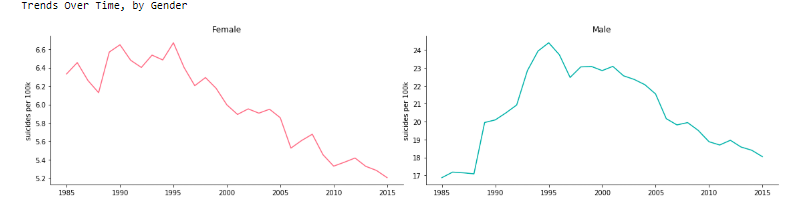 Trends Over Time, by Gender
Female
Male
suicides per 100k
6.6
6.4
6.2
6.0
5.8
5.6
5.4
5.2
1985 1990 1995 2000 2005 2010 2015
suicides per 100k
24
23
22
21
20
19
18
17
1985 1990 1995 2000 2005 2010 2015